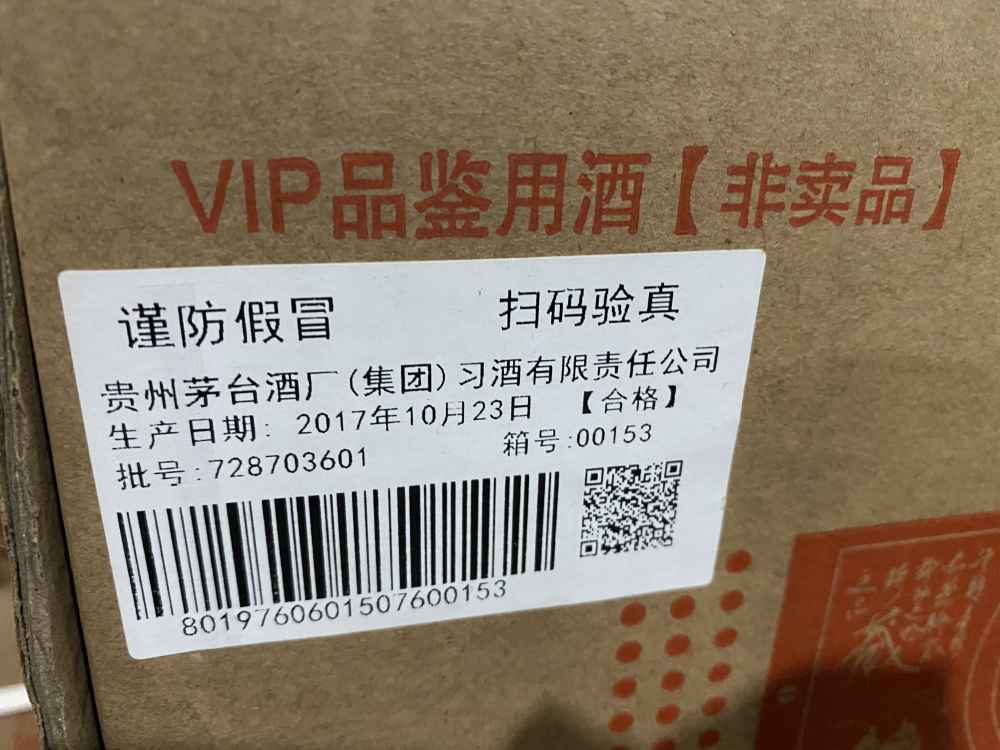 VIP品鉴用酒【非卖品】
谨防假冒 扫码验真
贵州茅台酒厂(集团)习酒有限责任公司
生产日期: 2017年10月23日 【合格】
批号:728703601 箱号:00153
8019760601507600153